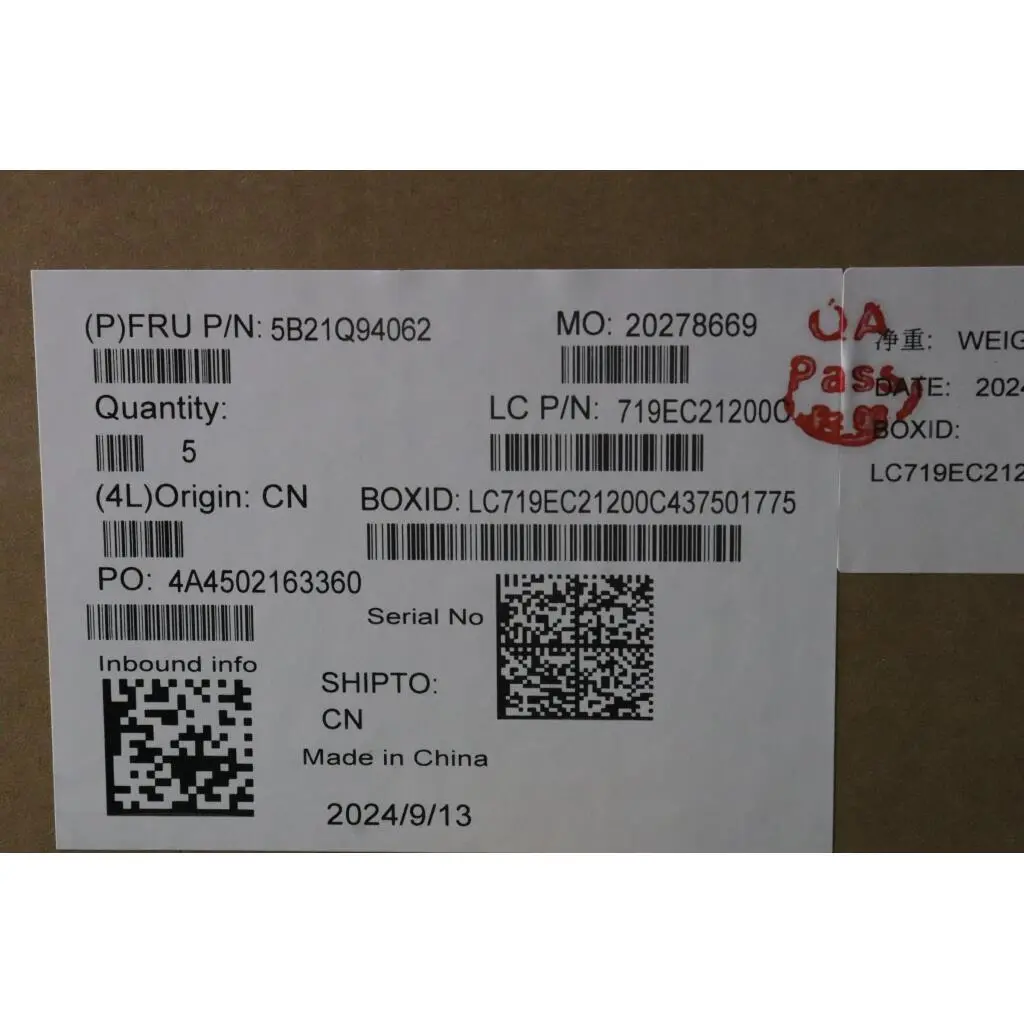 (P)FRU P/N: 5B21Q94062
MO: 20278669
Quantity:
5
LC P/N: 719EC21200C
(4L)Origin: CN
BOXID: LC719EC21200C437501775
PO: 4A4502163360
Serial No
Inbound info
SHIPTO:
CN
Made in China
2024/9/13
QA
Pass
净重: WEIG
DATE: 2024
BOXID:
LC719EC212